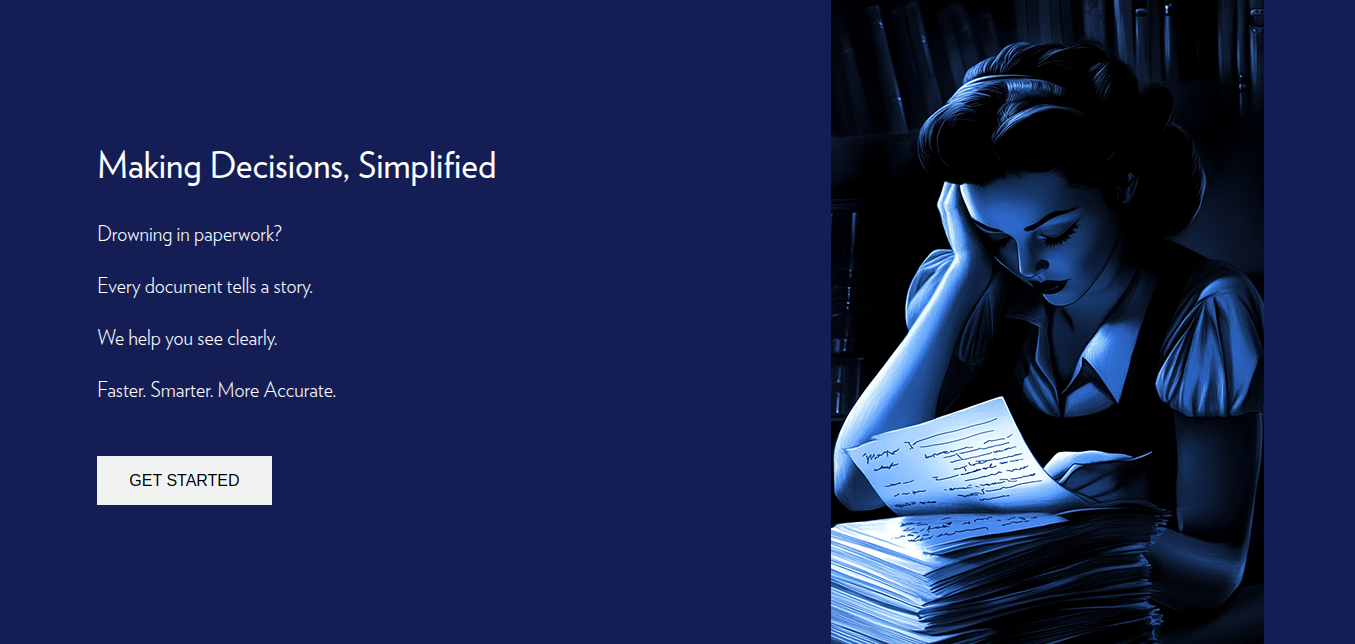 Making Decisions, Simplified
Drowning in paperwork?
Every document tells a story.
We help you see clearly.
Faster. Smarter. More Accurate.
GET STARTED